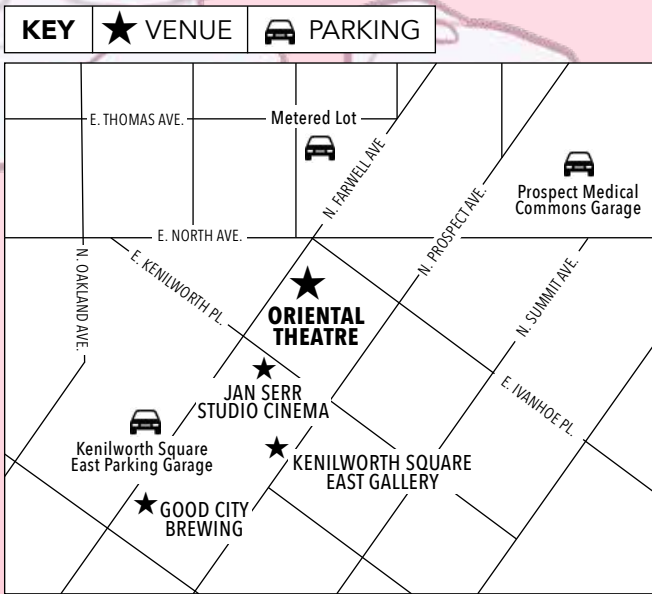 KEY VENUE PARKING
E. THOMAS AVE.
Metered Lot
N. FARWELL AVE
Prospect Medical
Commons Garage
E. NORTH AVE.
N. PROSPECT AVE.
N. OAKLAND AVE.
E. KENILWORTH PL.
N. SUMMIT AVE.
ORIENTAL
THEATRE
JAN SERR
STUDIO CINEMA
E. IVANHOE PL.
Kenilworth Square
East Parking Garage
KENILWORTH SQUARE
EAST GALLERY
GOOD CITY
BREWING